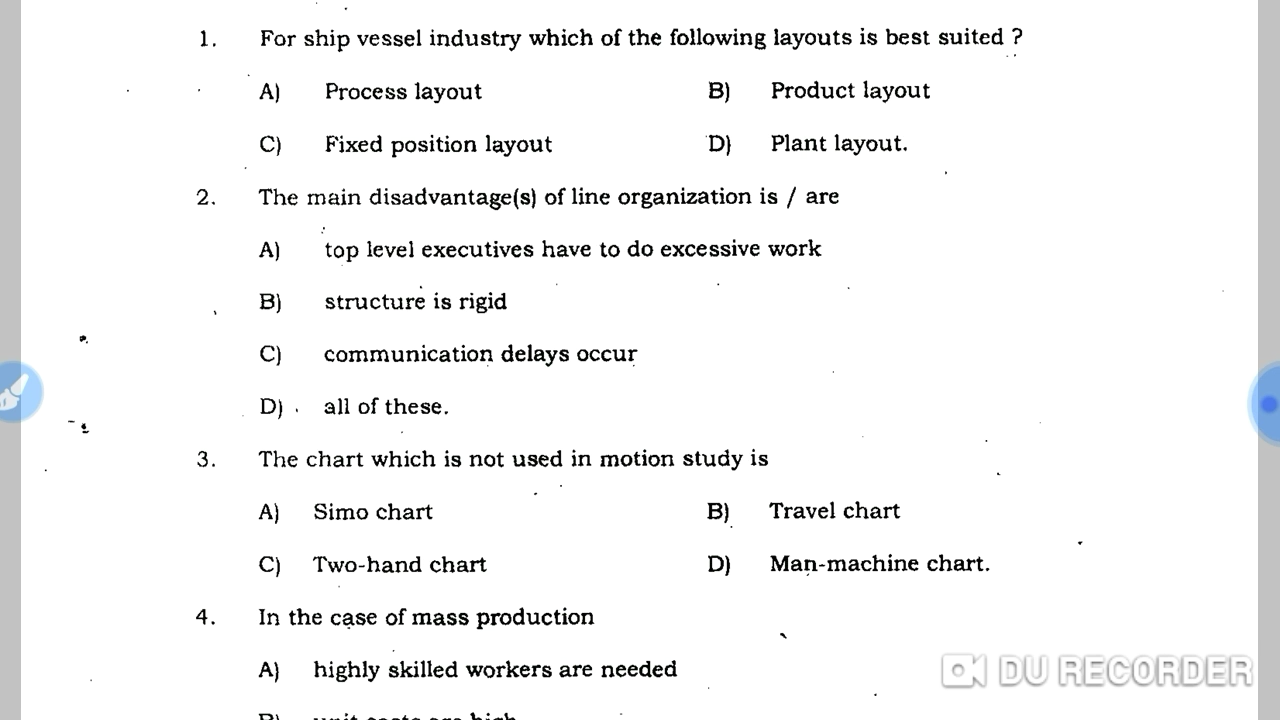 1. For ship vessel industry which of the following layouts is best suited ?
A) Process layout B) Product layout
C) Fixed position layout D) Plant layout.
2. The main disadvantage(s) of line organization is / are
A) top level executives have to do excessive work
B) structure is rigid
C) communication delays occur
D) all of these.
3. The chart which is not used in motion study is
A) Simo chart B) Travel chart
C) Two-hand chart D) Man-machine chart.
4. In the case of mass production
A) highly skilled workers are needed
B) unit costs are high
DU RECORDER